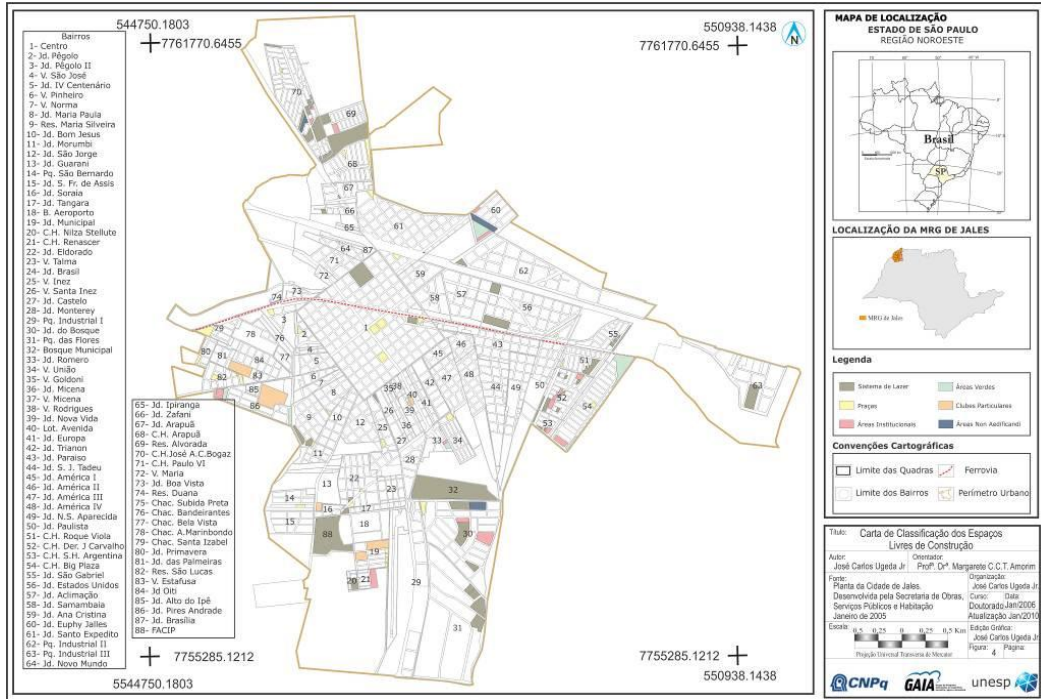 544750.1803
7761770.6455
550938.1438
7761770.6455
N
Bairros
1- Centro
2- Jd. Pêgolo
3- Jd. Pêgolo II
4- V. São José
5- Jd. IV Centenário
6- V. Pinheiro
7- V. Norma
8- Jd. Maria Paula
9- Res. Maria Silveira
10- Jd. Bom Jesus
11- Jd. Morumbi
12- Jd. São Jorge
13- Jd. Guarani
14- Pq. São Bernardo
15- Jd. S. Fr. de Assis
16- Jd. Soraia
17- Jd. Tangara
18- B. Aeroporto
19- Jd. Municipal
20- C.H. Nilza Stellute
21- C.H. Renascer
22- Jd. Eldorado
23- V. Talma
24- Jd. Brasil
25- V. Inez
26- V. Santa Inez
27- Jd. Castelo
28- Jd. Monterey
29- Pq. Industrial I
30- Jd. do Bosque
31- Pq. das Flores
32- Bosque Municipal
33- Jd. Romero
34- V. União
35- V. Goldoni
36- Jd. Micena
37- V. Micena
38- V. Rodrigues
39- Jd. Nova Vida
40- Lot. Avenida
41- Jd. Europa
42- Jd. Trianon
43- Jd. Paraiso
44- Jd. S. J. Tadeu
45- Jd. América I
46- Jd. América II
47- Jd. América III
48- Jd. América IV
49- Jd. N.S. Aparecida
50- Jd. Paulista
51- C.H. Roque Viola
52- C.H. Der. J Carvalho
53- C.H. S.H. Argentina
54- C.H. Big Plaza
55- Jd. São Gabriel
56- Jd. Estados Unidos
57- Jd. Aclimação
58- Jd. Samambaia
59- Jd. Ana Cristina
60- Jd. Euphy Jalles
61- Jd. Santo Expedito
62- Pq. Industrial II
63- Pq. Industrial III
64- Jd. Novo Mundo
65- Jd. Ipiranga
66- Jd. Zafani
67- Jd. Arapuã
68- C.H. Arapuã
69- Res. Alvorada
70- C.H.José A.C.Bogaz
71- C.H. Paulo VI
72- V. Maria
73- Jd. Boa Vista
74- Res. Duana
75- Chac. Subida Preta
76- Chac. Bandeirantes
77- Chac. Bela Vista
78- Chac. A.Marinbondo
79- Chac. Santa Izabel
80- Jd. Primavera
81- Jd. das Palmeiras
82- Res. São Lucas
83- V. Estafusa
84- Jd Oiti
85- Jd. Alto do Ipê
86- Jd. Pires Andrade
87- Jd. Brasília
88- FACIP
7755285.1212
5544750.1803
7755285.1212
550938.1438
MAPA DE LOCALIZAÇÃO
ESTADO DE SÃO PAULO
REGIÃO NOROESTE
Brasil
SP
LOCALIZAÇÃO DA MRG DE JALES
MRG de Jales
Legenda
Sistema de Lazer
Áreas Verdes
Praças
Clubes Particulares
Áreas Institucionais
Áreas Non Aedificandi
Convenções Cartográficas
Limite das Quadras
Ferrovia
Limite dos Bairros
Perímetro Urbano
Título: Carta de Classificação dos Espaços
Livres de Construção
Autor: José Carlos Ugeda Jr
Orientador: Profª. Drª. Margarete C.C.T. Amorim
Fonte:
Planta da Cidade de Jales.
Desenvolvida pela Secretaria de Obras,
Serviços Públicos e Habitação
Janeiro de 2005
Organização:
José Carlos Ugeda Jr.
Curso: Doutorado
Data: Jan/2006
Atualização Jan/2010
Escala: 0,5 0,25 0 0,25 0,5 Km
Projeção Universal Transversa de Mercator
Edição Gráfica:
José Carlos Ugeda Jr
Figura: 4
Página:
CNPq
GAIA
unesp